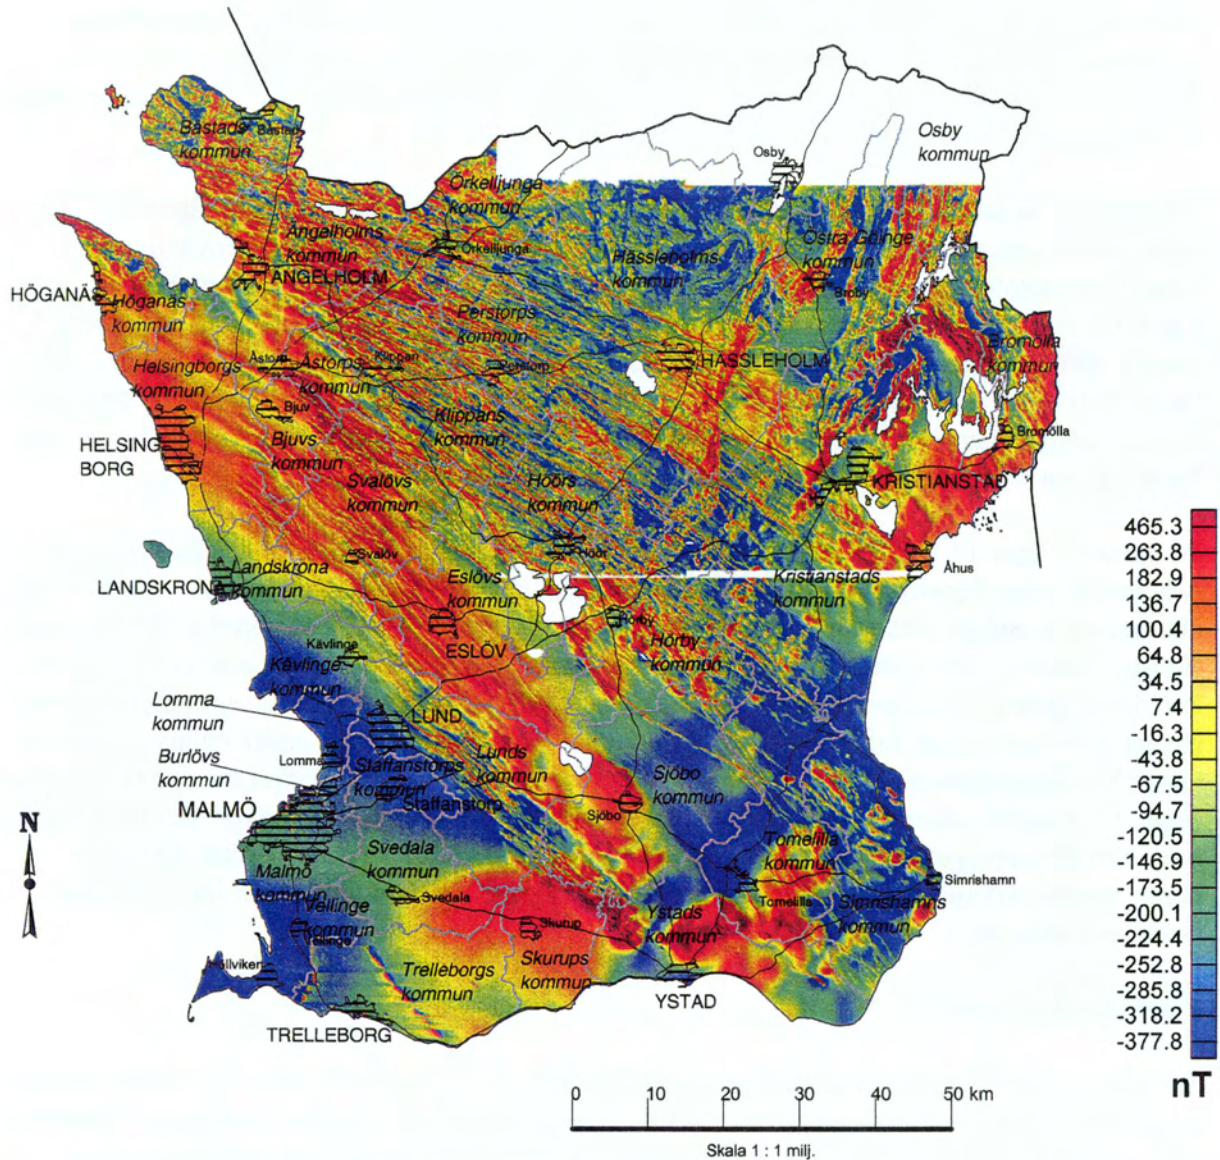 Båstads
kommun
Båstad
Osby
Osby
kommun
Örkelljunga
kommun
Örkelljunga
Ängelholms
kommun
ÄNGELHOLM
Hässleholms
kommun
Östra Göinge
kommun
Broby
HÖGANÄS
Höganäs
kommun
Perstorps
kommun
Perstorp
HÄSSLEHOLM
Bromölla
kommun
Bromölla
Helsingborgs
kommun
Åstorp
Åstorps
kommun
Klippan
Bjuv
Bjuvs
kommun
Klippans
kommun
HELSING
BORG
Svalövs
kommun
Höörs
kommun
KRISTIANSTAD
Svalöv
Höör
Åhus
LANDSKRONA
Landskrona
kommun
Eslövs
kommun
Kristianstads
kommun
ESLÖV
Hörby
Hörby
kommun
Kävlinge
Kävlinge
kommun
Lomma
kommun
LUND
Burlövs
kommun
Lomma
Staffanstorps
kommun
Staffanstorp
Lunds
kommun
Sjöbo
kommun
Sjöbo
MALMÖ
Malmö
kommun
Svedala
kommun
Svedala
Tomelilla
kommun
Tomelilla
Simrishamn
Simrishamns
kommun
Vellinge
kommun
Vellinge
Skurup
Skurups
kommun
Ystads
kommun
YSTAD
Höllviken
Trelleborgs
kommun
TRELLEBORG
N
465.3
263.8
182.9
136.7
100.4
64.8
34.5
7.4
-16.3
-43.8
-67.5
-94.7
-120.5
-146.9
-173.5
-200.1
-224.4
-252.8
-285.8
-318.2
-377.8
nT
0 10 20 30 40 50 km
Skala 1 : 1 milj.